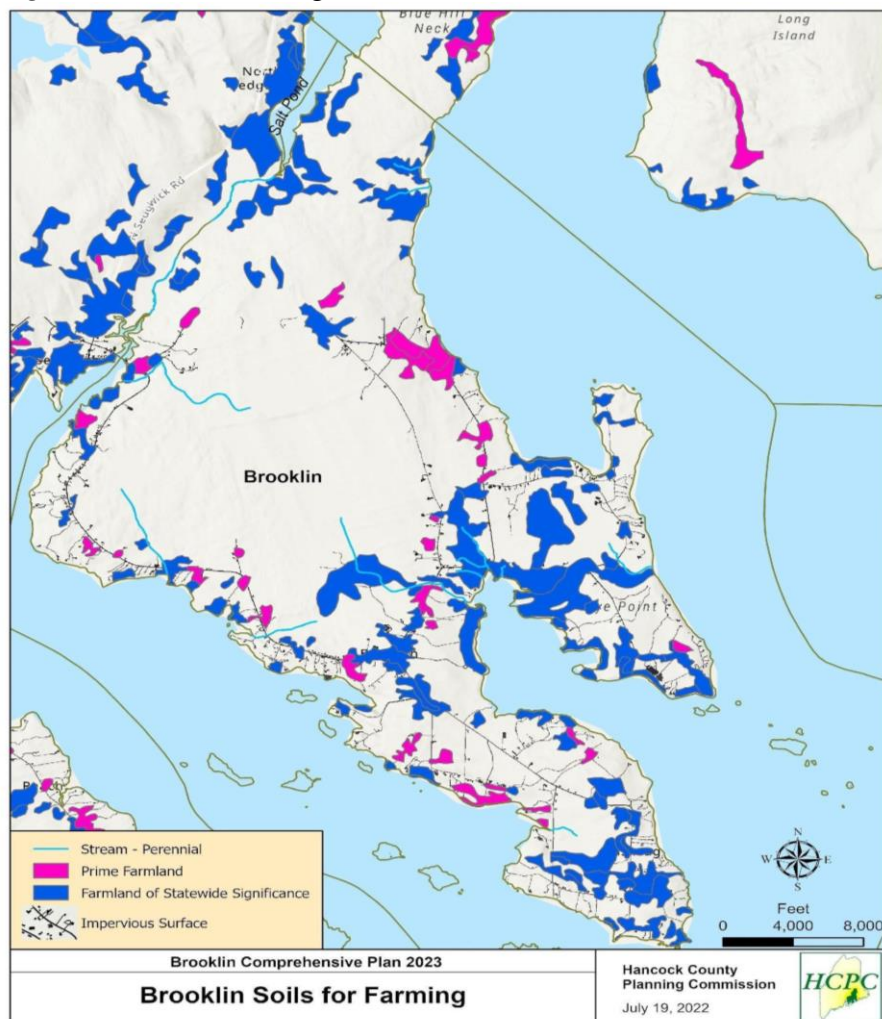 Blue Hill
Neck
Long
Island
Salt Pond
N Sedgwick Rd
Brooklin
Point
Stream - Perennial
Prime Farmland
Farmland of Statewide Significance
Impervious Surface
N
W
E
S
Feet
0 4,000 8,000
Brooklin Comprehensive Plan 2023
Brooklin Soils for Farming
Hancock County
Planning Commission
July 19, 2022
HCPC